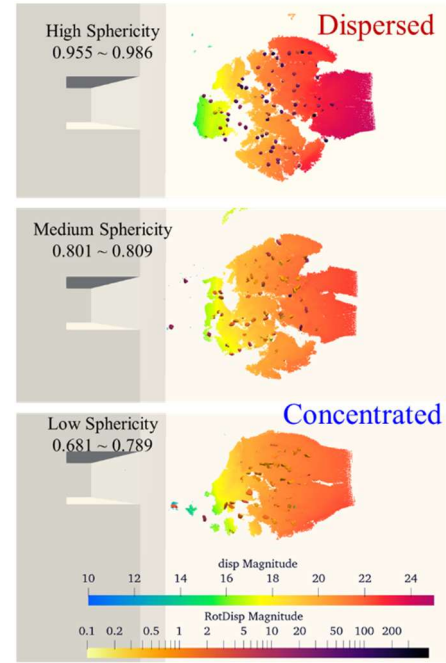 High Sphericity
0.955 ~ 0.986
Dispersed
Medium Sphericity
0.801 ~ 0.809
Low Sphericity
0.681 ~ 0.789
Concentrated
disp Magnitude
10 12 14 16 18 20 22 24
RotDisp Magnitude
0.1 0.2 0.5 1 2 5 10 20 50 100 200